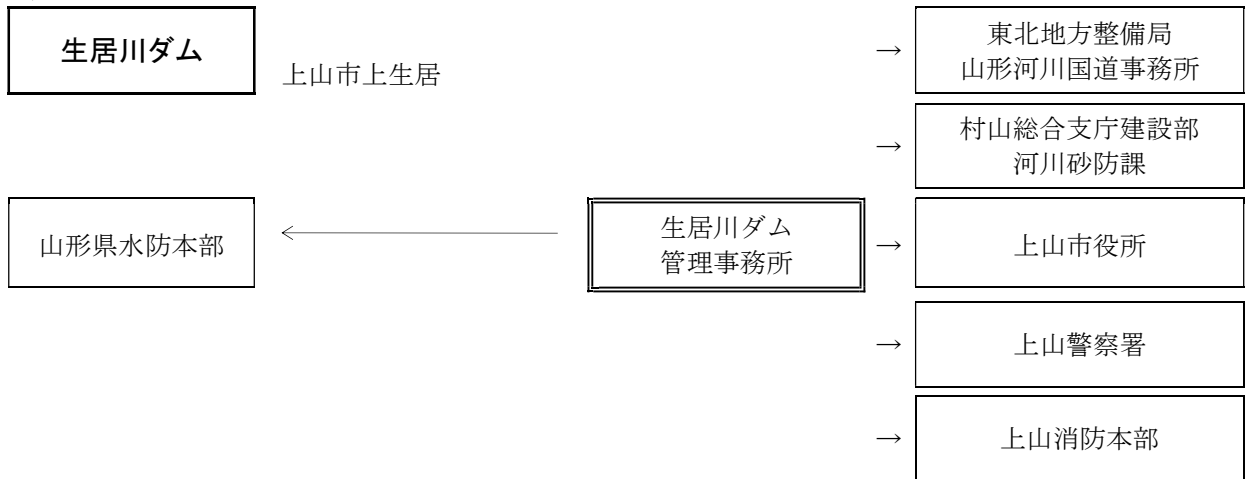 生居川ダム
上山市上生居
→
東北地方整備局
山形河川国道事務所
→
村山総合支庁建設部
河川砂防課
山形県水防本部
生居川ダム
管理事務所
→
上山市役所
→
上山警察署
→
上山消防本部